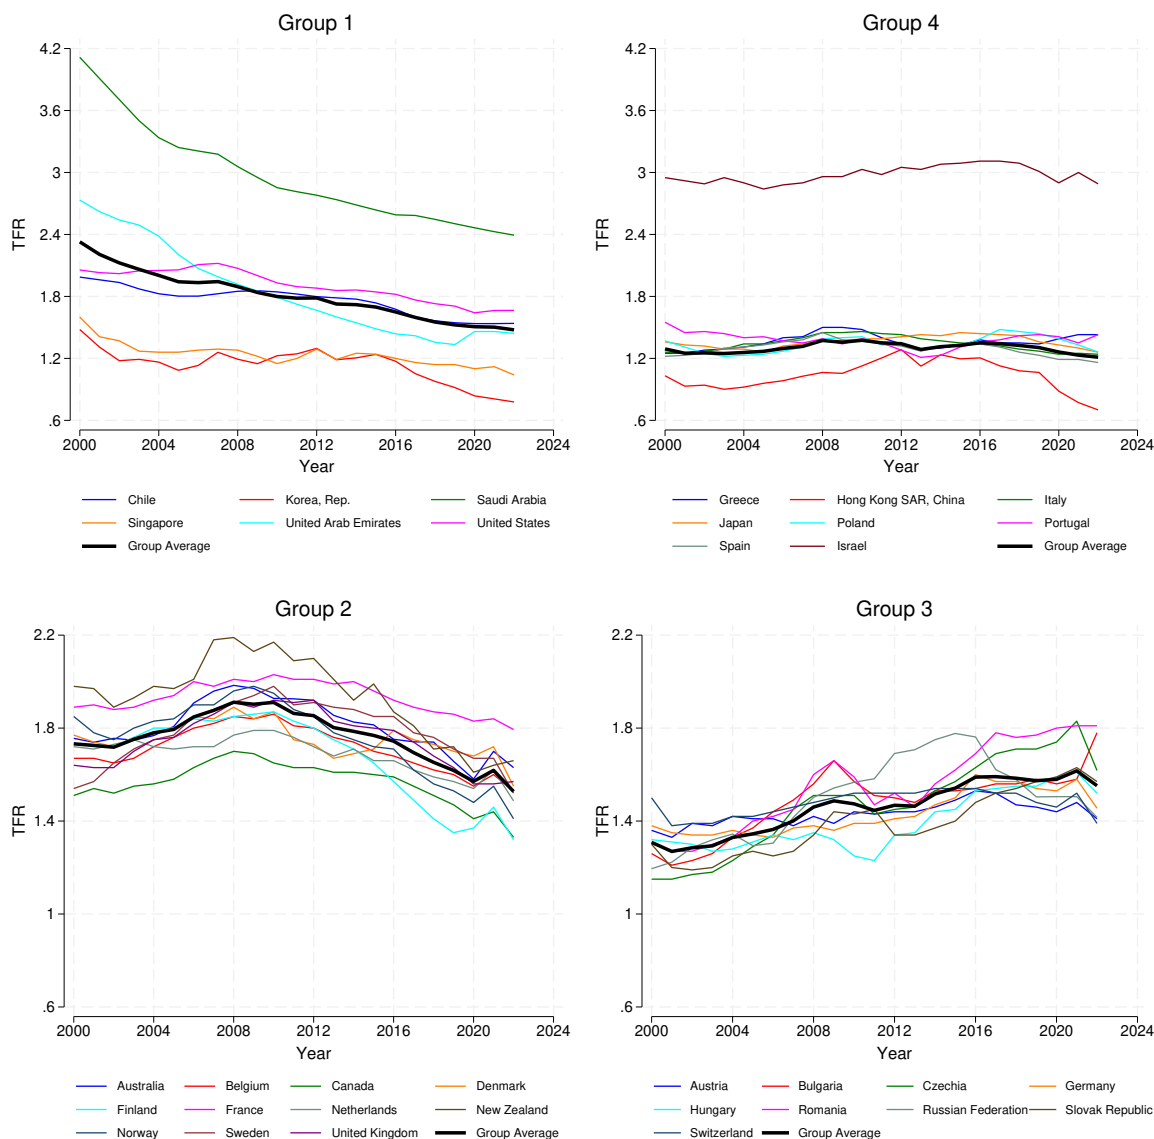 Group 1
4.2
3.6
3
2.4
1.8
1.2
.6
TFR
2000 2004 2008 2012 2016 2020 2024
Year
Chile Korea, Rep. Saudi Arabia
Singapore United Arab Emirates United States
Group Average
Group 4
4.2
3.6
3
2.4
1.8
1.2
.6
TFR
2000 2004 2008 2012 2016 2020 2024
Year
Greece Hong Kong SAR, China Italy
Japan Poland Portugal
Spain Israel Group Average
Group 2
2.2
1.8
1.4
1
.6
TFR
2000 2004 2008 2012 2016 2020 2024
Year
Australia Belgium Canada Denmark
Finland France Netherlands New Zealand
Norway Sweden United Kingdom Group Average
Group 3
2.2
1.8
1.4
1
.6
TFR
2000 2004 2008 2012 2016 2020 2024
Year
Austria Bulgaria Czechia Germany
Hungary Romania Russian Federation Slovak Republic
Switzerland Group Average